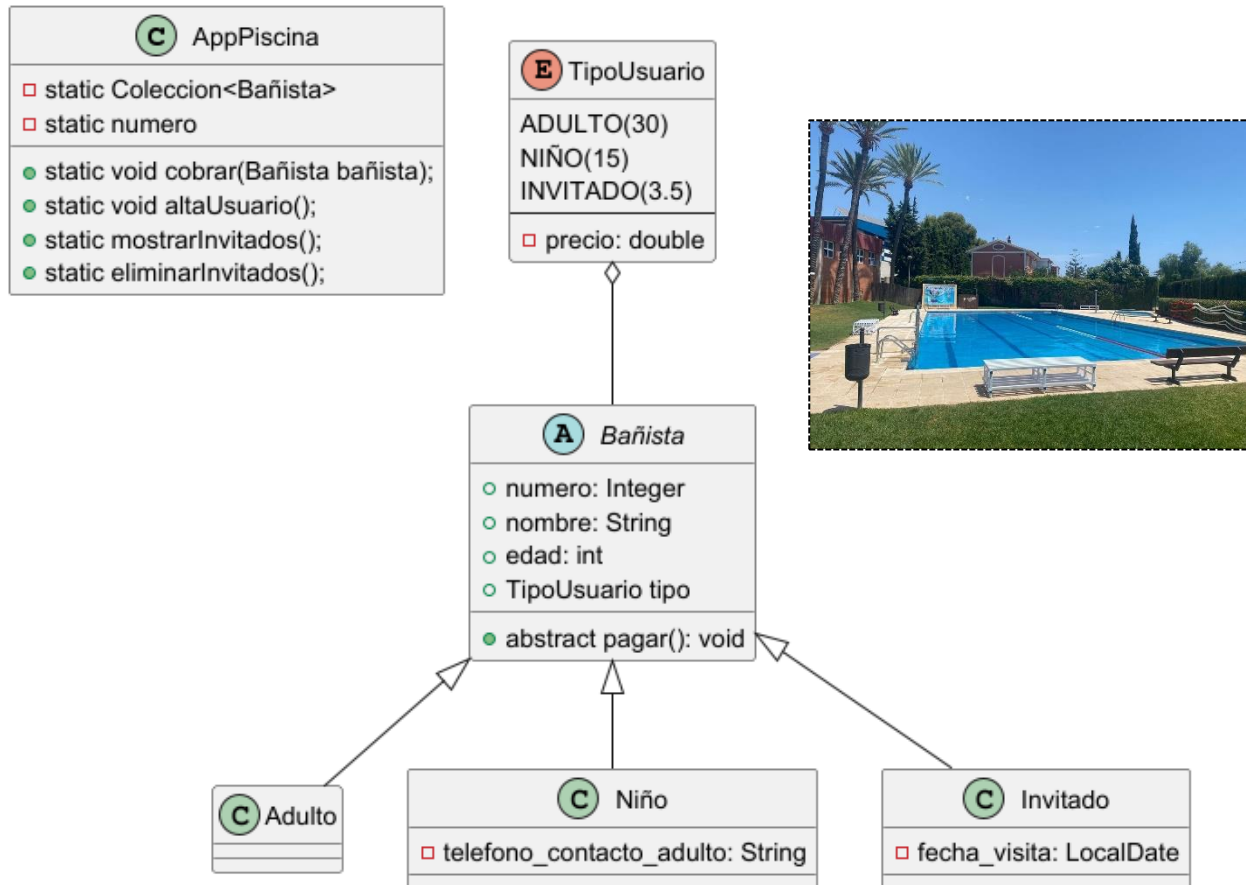 C AppPiscina
static Coleccion<Bañista>
static numero
static void cobrar(Bañista bañista);
static void altaUsuario();
static mostrarInvitados();
static eliminarInvitados();
E TipoUsuario
ADULTO(30)
NIÑO(15)
INVITADO(3.5)
precio: double
A Bañista
numero: Integer
nombre: String
edad: int
TipoUsuario tipo
abstract pagar(): void
C Adulto
C Niño
telefono_contacto_adulto: String
C Invitado
fecha_visita: LocalDate